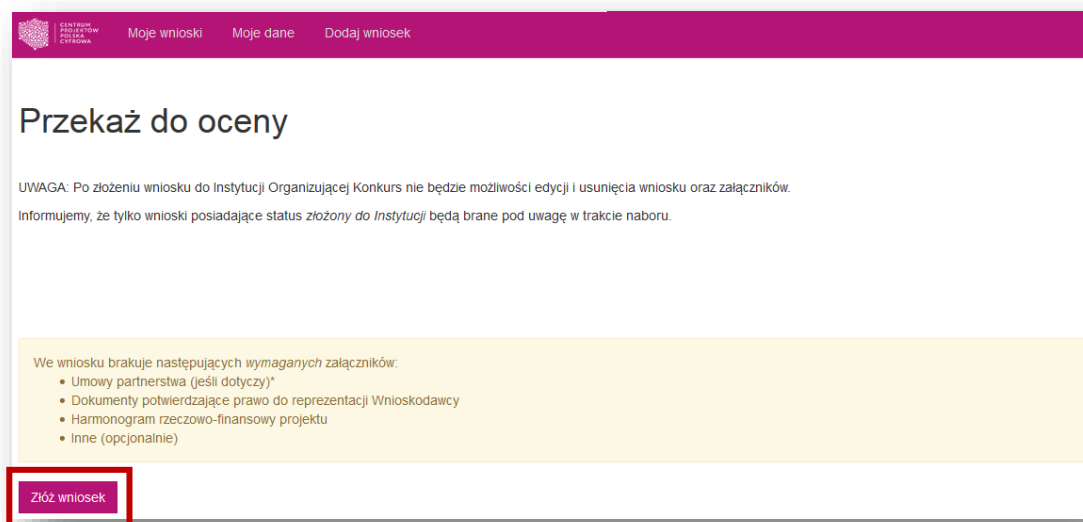 CENTRUM
PROJEKTÓW
POLSKA
CYFROWA
Moje wnioski Moje dane Dodaj wniosek
Przekaż do oceny
UWAGA: Po złożeniu wniosku do Instytucji Organizującej Konkurs nie będzie możliwości edycji i usunięcia wniosku oraz załączników.
Informujemy, że tylko wnioski posiadające status złożony do Instytucji będą brane pod uwagę w trakcie naboru.
We wniosku brakuje następujących wymaganych załączników:
• Umowy partnerstwa (jeśli dotyczy)*
• Dokumenty potwierdzające prawo do reprezentacji Wnioskodawcy
• Harmonogram rzeczowo-finansowy projektu
• Inne (opcjonalnie)
Złóż wniosek